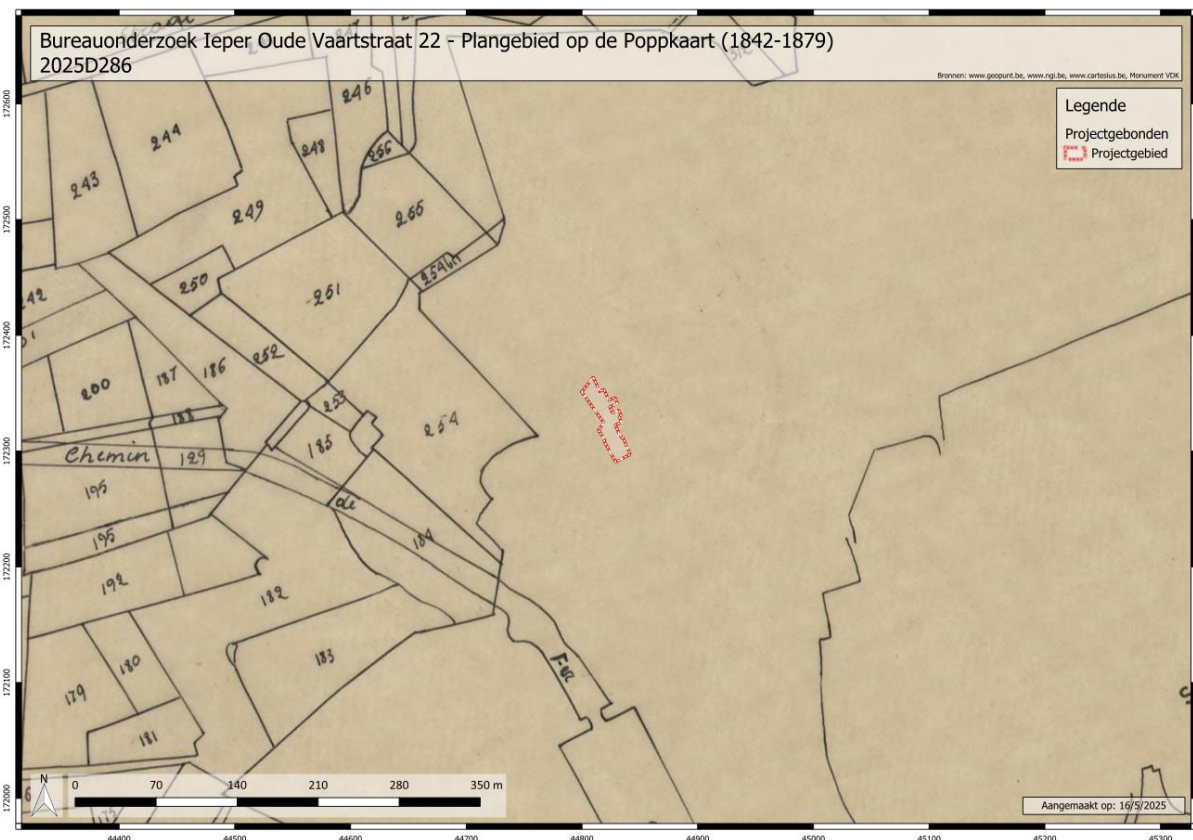 Bureauonderzoek Ieper Oude Vaartstraat 22 - Plangebied op de Poppkaart (1842-1879)
2025D286
Bronnen: www.geopunt.be, www.ngi.be, www.cartesius.be, Monument VDK
Legende
Projectgebonden
Projectgebied
172600
172500
172400
172300
172200
172100
172000
247
246
244
248
256
243
249
255
250
251
254bis
242
252
186
187
200
253
188
254
185
Chemin
129
195
de
184
195
192
182
183
180
Fer
179
181
175
N
0 70 140 210 280 350 m
Aangemaakt op: 16/5/2025
44400 44500 44600 44700 44800 44900 45000 45100 45200 45300